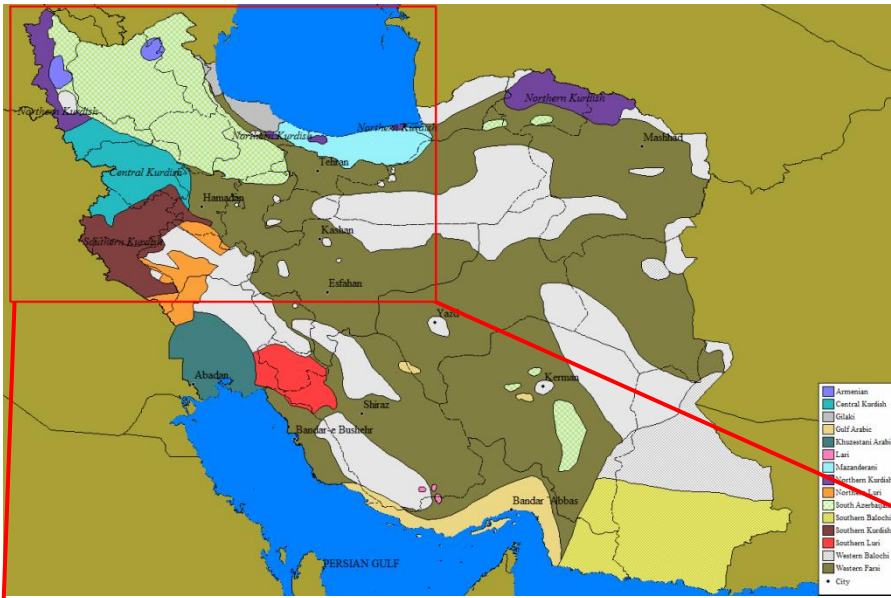 Northern Kurdish
Northern Kurdish
Northern Kurdish
Northern Kurdish
Mashhad
Tehran
Central Kurdish
Hamadan
Southern Kurdish
Kashan
Esfahan
Yazd
Abadan
Kerman
Shiraz
Bandar-e Bushehr
Bandar Abbas
PERSIAN GULF
Armenian
Central Kurdish
Gilaki
Gulf Arabic
Khuzestani Arabi
Lari
Mazanderani
Northern Kurdish
Northern Luri
South Azerbaija
Southern Balochi
Southern Kurdish
Southern Luri
Western Balochi
Western Farsi
City